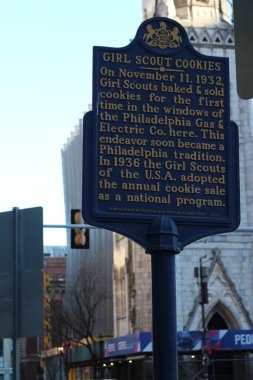 GIRL SCOUT COOKIES
On November 11, 1932,
Girl Scouts baked & sold
cookies for the first
time in the windows of
the Philadelphia Gas &
Electric Co. here. This
endeavor soon became a
Philadelphia tradition.
In 1936 the Girl Scouts
of the U.S.A. adopted
the annual cookie sale
as a national program.
PEO